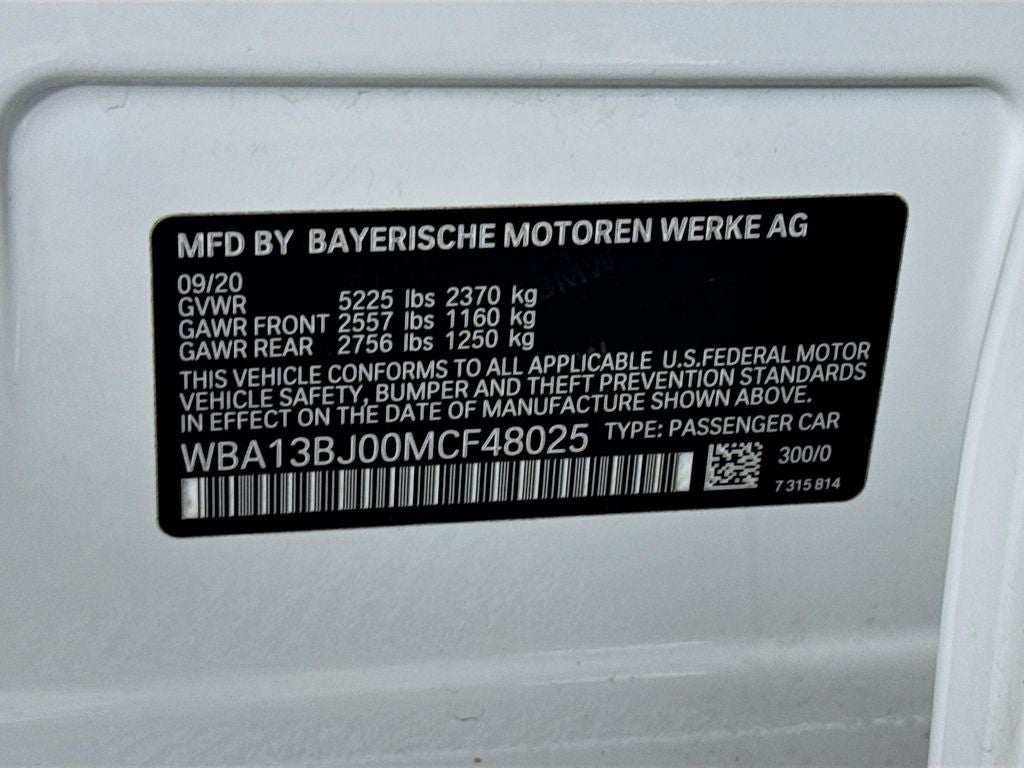 MFD BY BAYERISCHE MOTOREN WERKE AG
09/20
GVWR 5225 lbs 2370 kg
GAWR FRONT 2557 lbs 1160 kg
GAWR REAR 2756 lbs 1250 kg
THIS VEHICLE CONFORMS TO ALL APPLICABLE U.S.FEDERAL MOTOR
VEHICLE SAFETY, BUMPER AND THEFT PREVENTION STANDARDS
IN EFFECT ON THE DATE OF MANUFACTURE SHOWN ABOVE.
WBA13BJ00MCF48025 TYPE: PASSENGER CAR
300/0
7 315 814